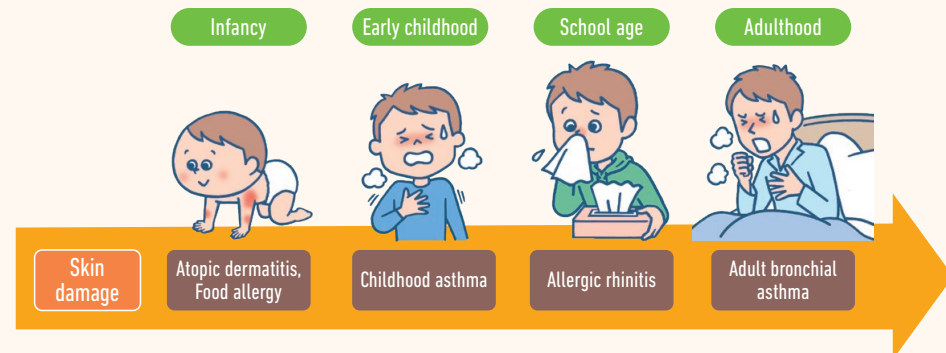 Infancy
Early childhood
School age
Adulthood
Skin
damage
Atopic dermatitis,
Food allergy
Childhood asthma
Allergic rhinitis
Adult bronchial
asthma